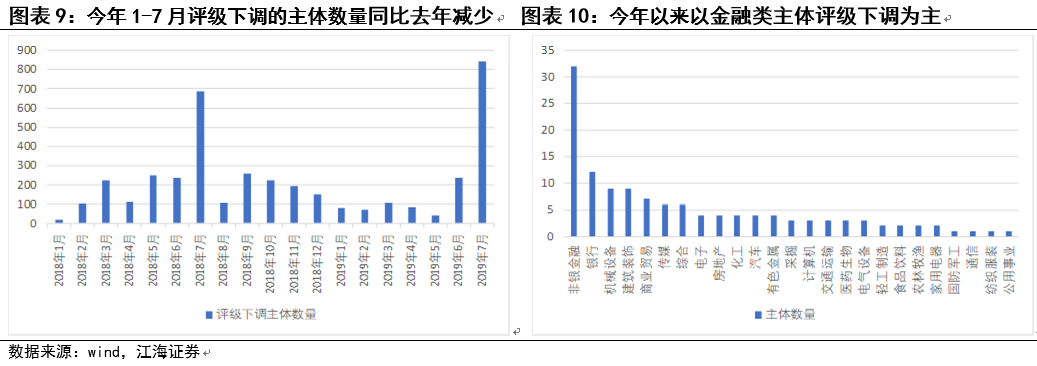 图表 9：今年 1-7 月评级下调的主体数量同比去年减少
900
800
700
600
500
400
300
200
100
0
2018年1月
2018年2月
2018年3月
2018年4月
2018年5月
2018年6月
2018年7月
2018年8月
2018年9月
2018年10月
2018年11月
2018年12月
2019年1月
2019年2月
2019年3月
2019年4月
2019年5月
2019年6月
2019年7月
评级下调主体数量
图表 10：今年以来以金融类主体评级下调为主
35
30
25
20
15
10
5
0
非银金融
银行
机械设备
建筑装饰
商业贸易
传媒
综合
电子
房地产
化工
汽车
有色金属
采掘
计算机
交通运输
医药生物
电气设备
轻工制造
食品饮料
农林牧渔
家用电器
国防军工
通信
纺织服装
公用事业
主体数量
数据来源：wind，江海证券